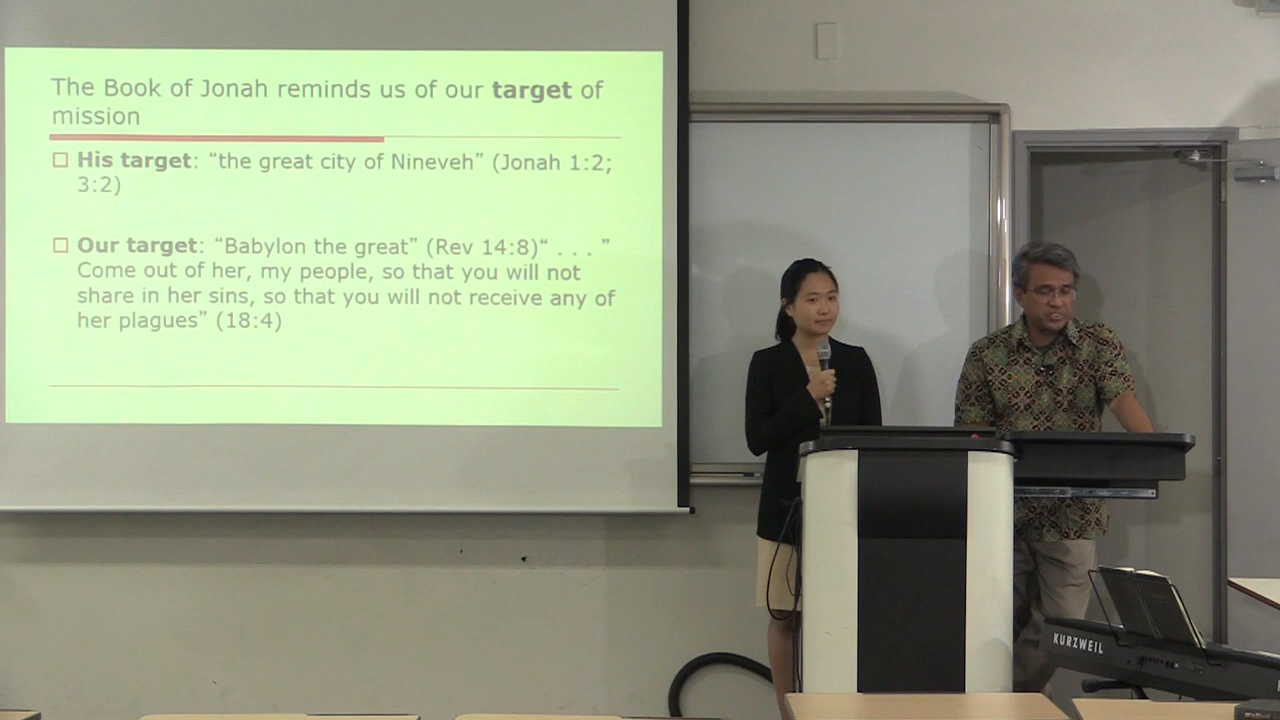 The Book of Jonah reminds us of our target of
mission
His target: “the great city of Nineveh” (Jonah 1:2;
3:2)
Our target: “Babylon the great” (Rev 14:8)“ . . . ”
Come out of her, my people, so that you will not
share in her sins, so that you will not receive any of
her plagues” (18:4)
KURZWEIL